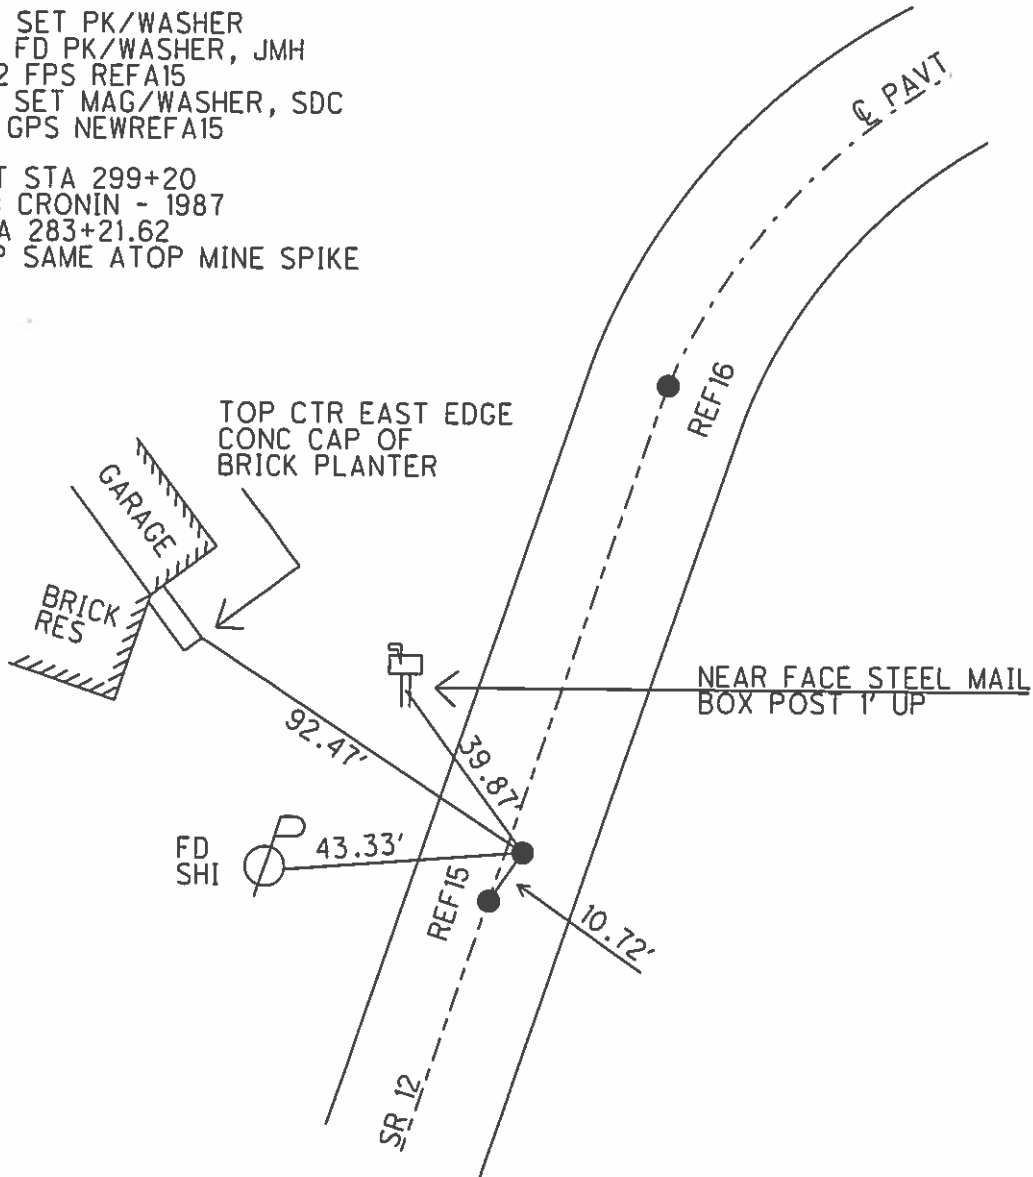 SET PK/WASHER
FD PK/WASHER, JMH
2 FPS REFA15
SET MAG/WASHER, SDC
GPS NEWREFA15
T STA 299+20
CRONIN - 1987
A 283+21.62
P SAME ATOP MINE SPIKE
℄ PAVT
REF16
TOP CTR EAST EDGE
CONC CAP OF
BRICK PLANTER
GARAGE
BRICK
RES
NEAR FACE STEEL MAIL
BOX POST 1' UP
92.47'
39.87'
FD
SHI
43.33'
REF15
10.72'
SR 12